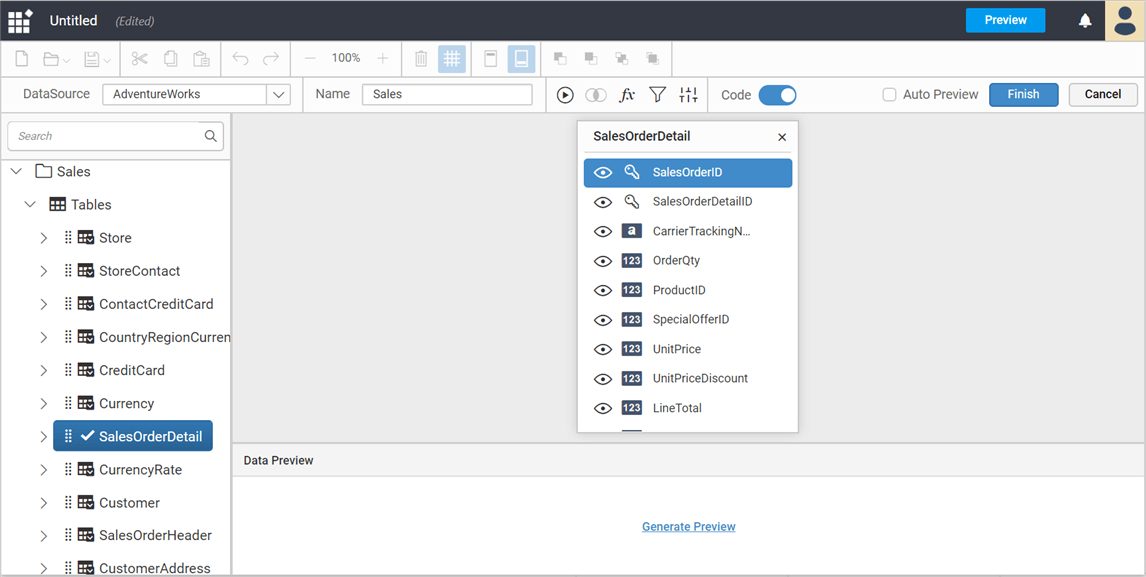 Untitled (Edited) Preview
100%
DataSource AdventureWorks Name Sales fx Code Auto Preview Finish Cancel
Search
Sales
Tables
Store
StoreContact
ContactCreditCard
CountryRegionCurren
CreditCard
Currency
SalesOrderDetail
CurrencyRate
Customer
SalesOrderHeader
CustomerAddress
SalesOrderDetail
SalesOrderID
SalesOrderDetailID
a CarrierTrackingN...
123 OrderQty
123 ProductID
123 SpecialOfferID
123 UnitPrice
123 UnitPriceDiscount
123 LineTotal
Data Preview
Generate Preview